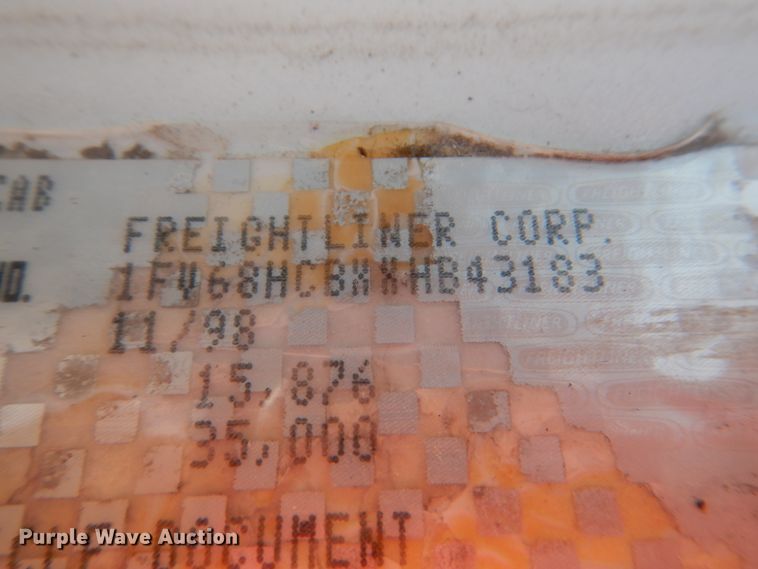 CAB
FREIGHTLINER CORP.
NO. 1FV68HCBXXHB43183
11/98
15,876
35,000
DOCUMENT
Purple Wave Auction